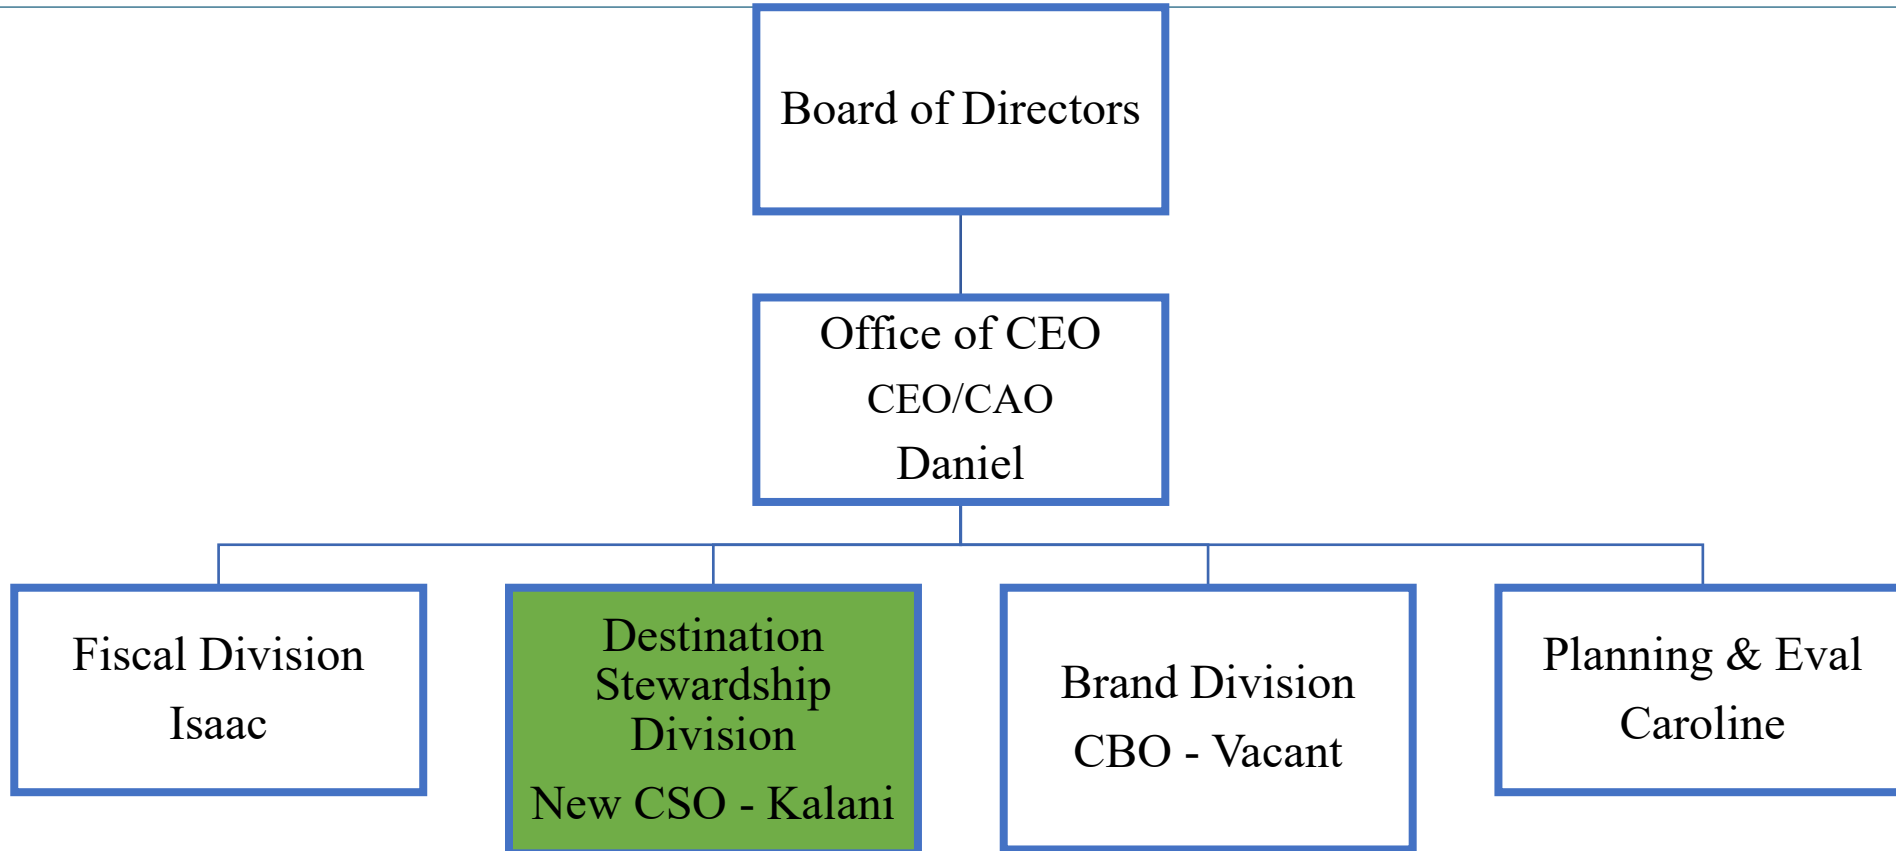 Board of Directors
Office of CEO
CEO/CAO
Daniel
Fiscal Division
Isaac
Destination
Stewardship
Division
New CSO - Kalani
Brand Division
CBO - Vacant
Planning & Eval
Caroline